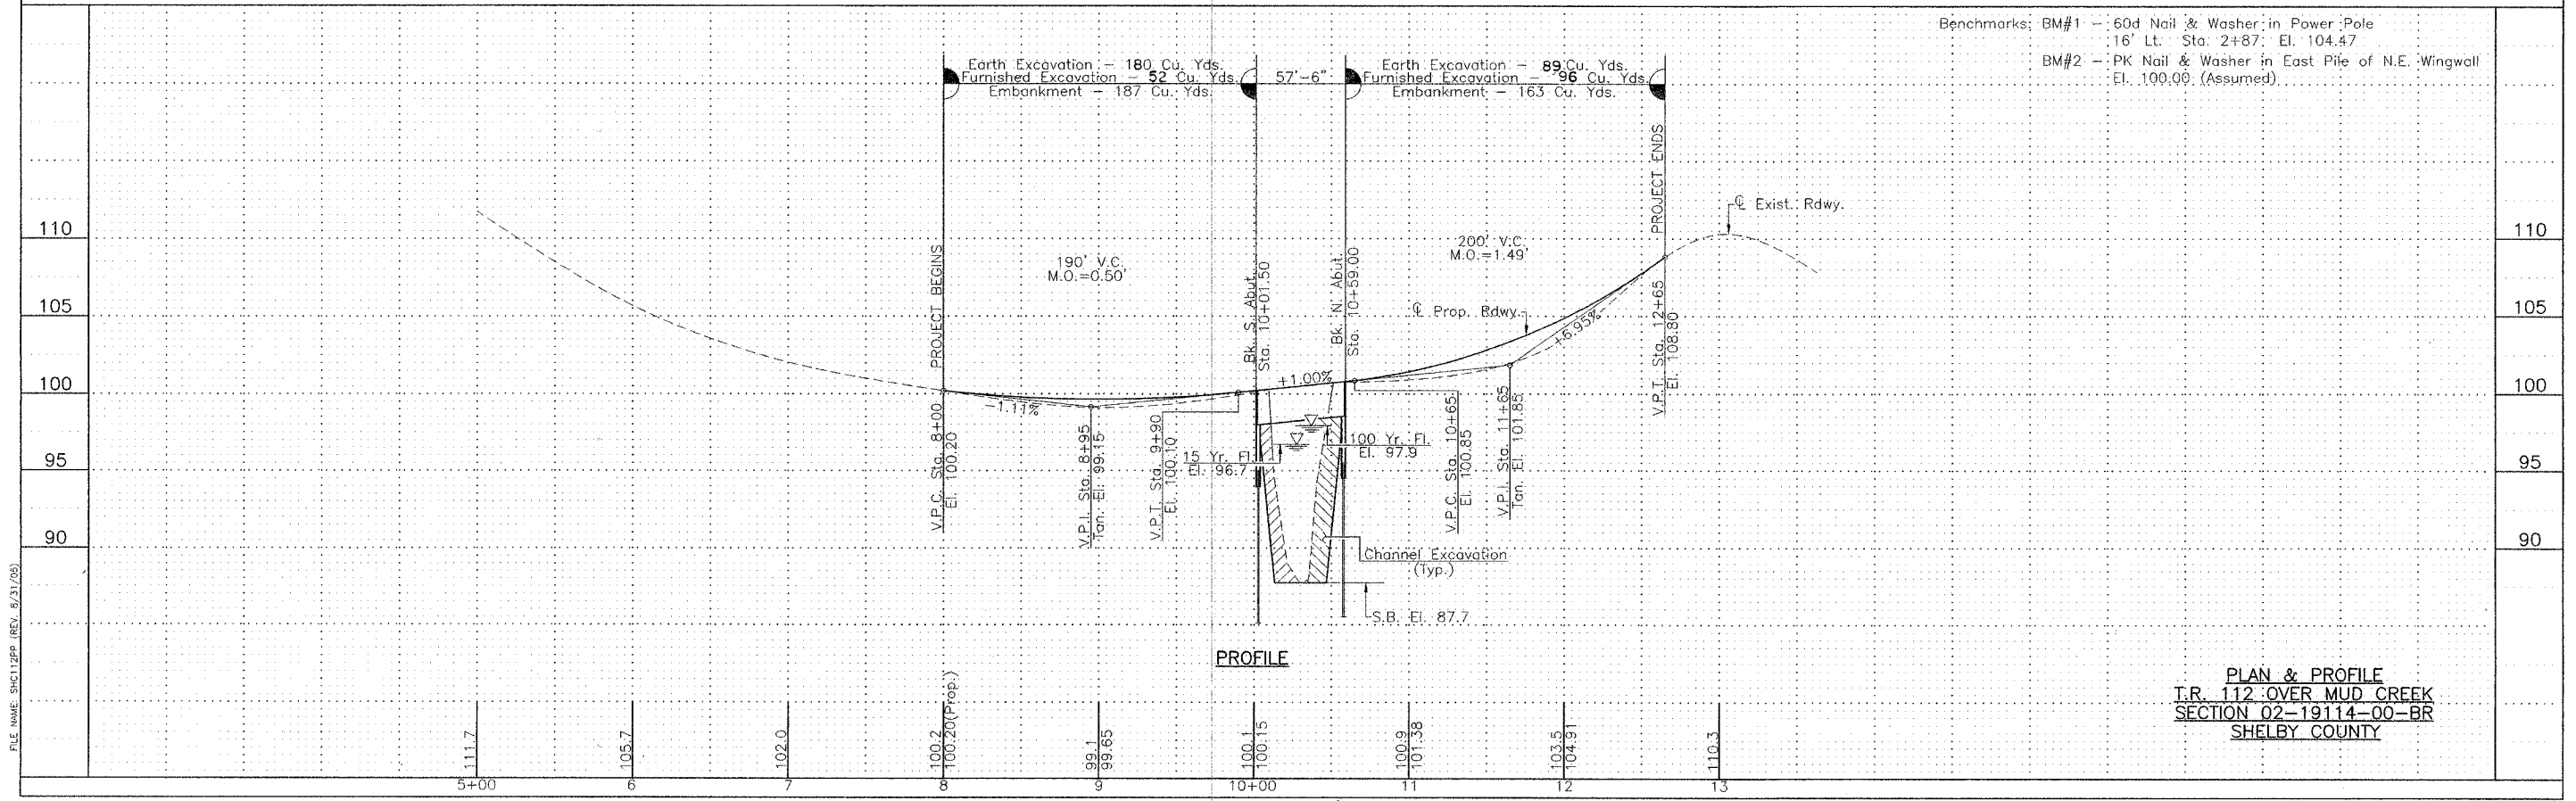 Benchmarks: BM#1 - 60d Nail & Washer in Power Pole
16' Lt. Sta. 2+87 El. 104.47
BM#2 - PK Nail & Washer in East Pile of N.E. Wingwall
El. 100.00 (Assumed)
Earth Excavation - 180 Cu. Yds.
Furnished Excavation - 52 Cu. Yds.
Embankment - 187 Cu. Yds.
57'-6"
Earth Excavation - 89 Cu. Yds.
Furnished Excavation - 96 Cu. Yds.
Embankment - 163 Cu. Yds.
110
105
100
95
90
110
105
100
95
90
PROJECT BEGINS
V.P.C. Sta. 8+00
El. 100.20
190' V.C.
M.O.=0.50'
-1.11%
V.P.I. Sta. 8+95
Tan. El. 99.15
V.P.T. Sta. 9+90
El. 100.10
Bk. S. Abut.
Sta. 10+01.50
Bk. N. Abut.
Sta. 10+59.00
+1.00%
15 Yr. Fl.
El. 96.7
100 Yr. Fl.
El. 97.9
Channel Excavation
(Typ.)
S.B. El. 87.7
200' V.C.
M.O.=1.49'
℄ Prop. Rdwy.
+6.95%
V.P.C. Sta. 10+65
El. 100.85
V.P.I. Sta. 11+65
Tan. El. 101.85
PROJECT ENDS
V.P.T. Sta. 12+65
El. 108.80
℄ Exist. Rdwy.
PROFILE
111.7
105.7
102.0
100.2
100.20(Prop.)
99.1
99.65
100.1
100.15
100.9
101.38
103.5
104.91
110.3
5+00
6
7
8
9
10+00
11
12
13
PLAN & PROFILE
T.R. 112 OVER MUD CREEK
SECTION 02-19114-00-BR
SHELBY COUNTY
FILE NAME: SHC112PP (REV. 8/31/05)